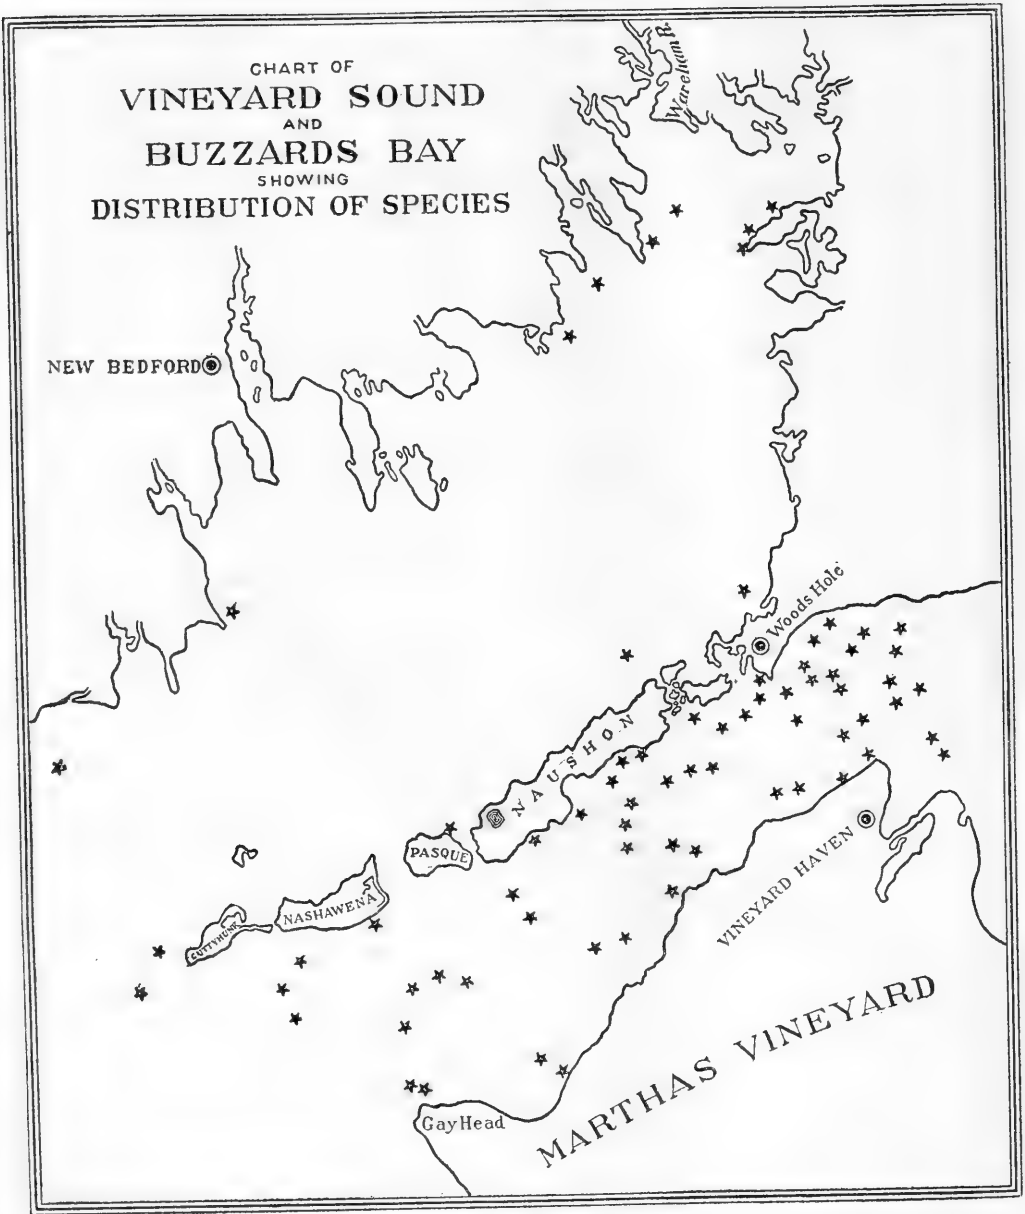 CHART OF
VINEYARD SOUND
AND
BUZZARDS BAY
SHOWING
DISTRIBUTION OF SPECIES
Wareham R.
NEW BEDFORD
Woods Hole
NAUSHON
PASQUE
NASHAWENA
CUTTYHUNK
VINEYARD HAVEN
MARTHAS VINEYARD
Gay Head